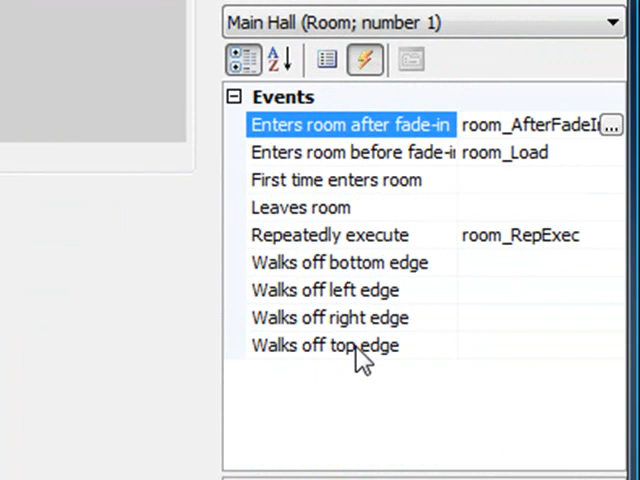 Main Hall (Room; number 1)
A
Z
Events
Enters room after fade-in room_AfterFadeI ...
Enters room before fade-i room_Load
First time enters room
Leaves room
Repeatedly execute room_RepExec
Walks off bottom edge
Walks off left edge
Walks off right edge
Walks off top edge